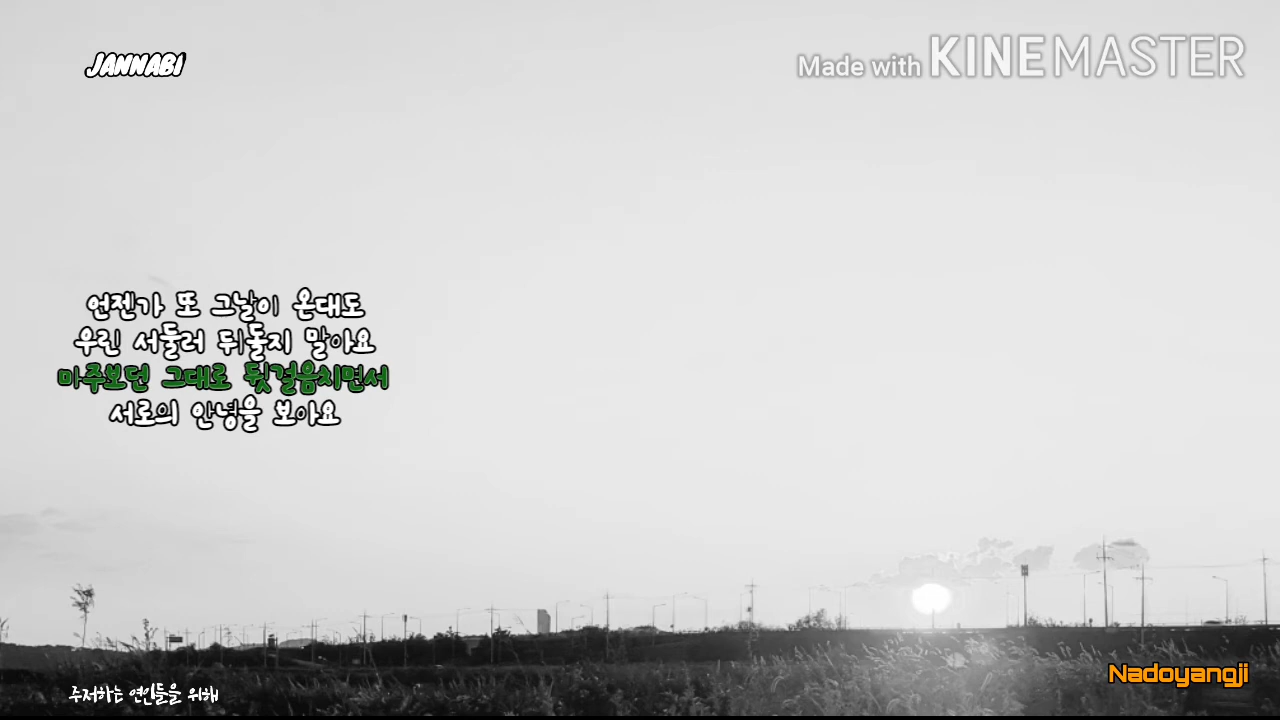 JANNABI
Made with KINEMASTER
언젠가 또 그날이 온대도
우린 서둘러 뒤돌지 말아요
마주보던 그대로 뒷걸음치면서
서로의 안녕을 보아요
주저하는 연인들을 위해
Nadoyangji